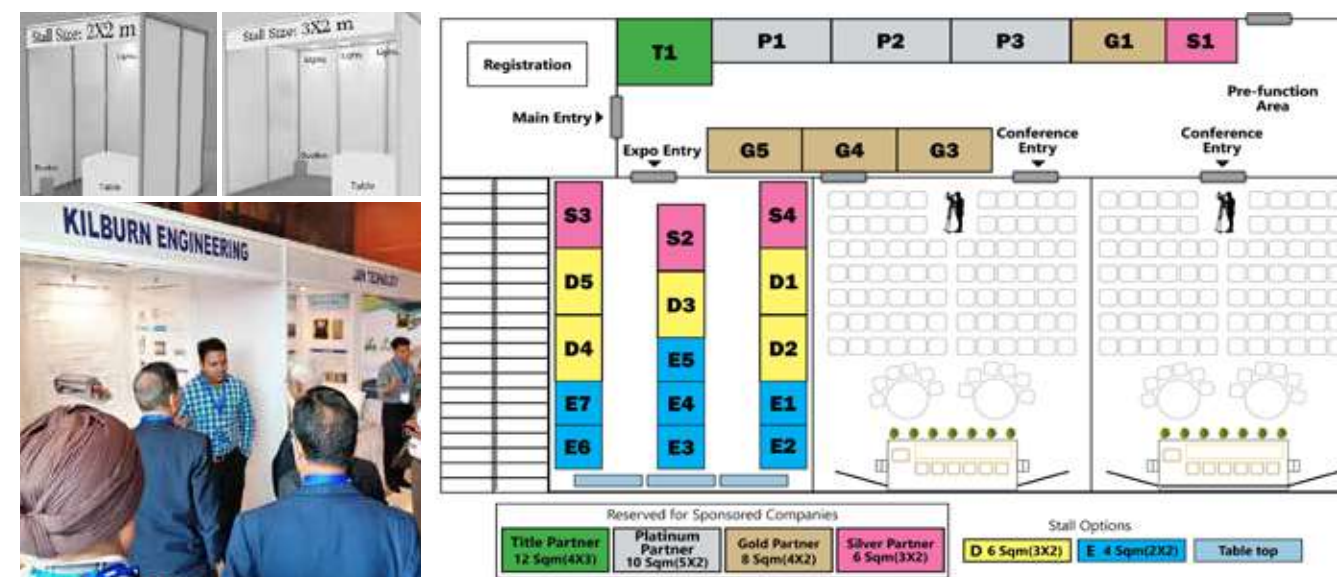 Stall Size: 2X2 m
Lights
Table
Stall Size: 3X2 m
Lights
Lights
Lights
Dustbin
Table
KILBURN ENGINEERING
Registration
T1
P1
P2
P3
G1
S1
Main Entry
Pre-function
Area
Expo Entry
G5
G4
G3
Conference
Entry
Conference
Entry
S3
S2
S4
D5
D3
D1
D4
E5
D2
E7
E4
E1
E6
E3
E2
Reserved for Sponsored Companies
Title Partner
12 Sqm(4X3)
Platinum
Partner
10 Sqm(5X2)
Gold Partner
8 Sqm(4X2)
Silver Partner
6 Sqm(3X2)
Stall Options
D 6 Sqm(3X2)
E 4 Sqm(2X2)
Table top